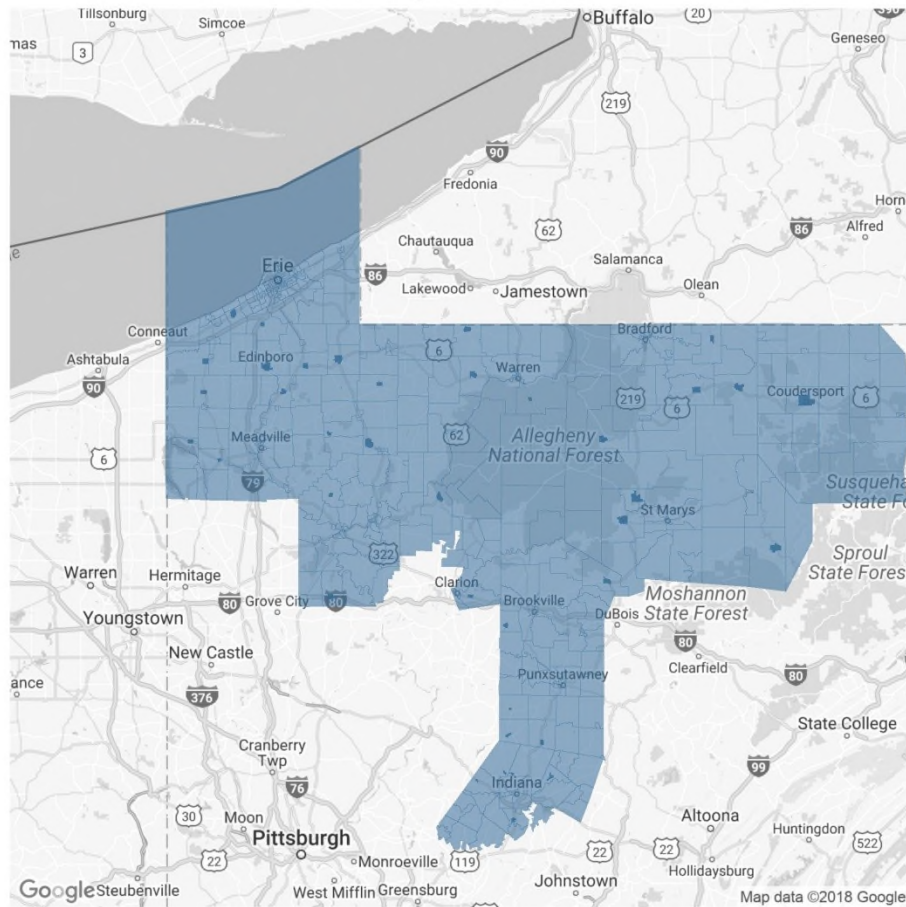 Tillsonburg
Simcoe
Buffalo
20
390
mas
3
Geneseo
219
90
Fredonia
62
Horn
Alfred
86
Chautauqua
e
Erie
86
Salamanca
Lakewood
Jamestown
Olean
Conneaut
Bradford
Ashtabula
Edinboro
6
Warren
90
219
6
Coudersport
6
Meadville
62
Allegheny
National Forest
6
79
Susqueha
State Fo
St Marys
322
Sproul
State Forest
Warren
Hermitage
Clarion
80
Grove City
80
Brookville
Moshannon
State Forest
Youngstown
DuBois
80
New Castle
Clearfield
80
ance
376
Punxsutawney
State College
Cranberry
Twp
99
76
Indiana
30
Moon
Altoona
Huntingdon
Pittsburgh
22
Monroeville
119
22
22
522
Hollidaysburg
Google
Steubenville
West Mifflin
Greensburg
Johnstown
22
Map data ©2018 Google